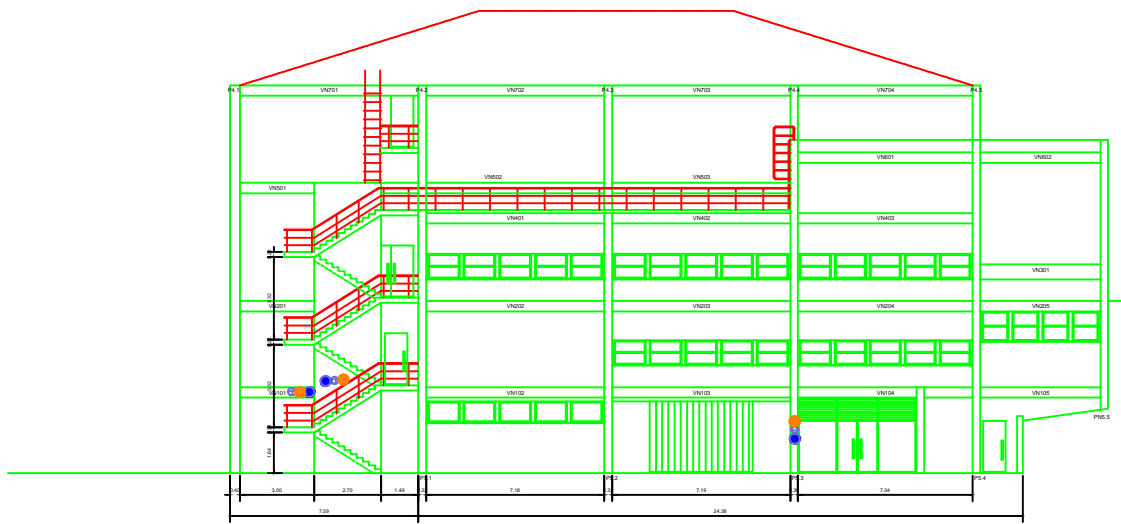 P4.1 VN701 P4.2 VN702 P4.3 VN703 P4.4 VN704 P4.5
VN601 VN602
VN501 VN502 VN503
VN401 VN402 VN403
VN301
VN201 VN202 VN203 VN204 VN205
VN101 VN102 VN103 VN104 VN105
PN5.5
1.64
P5.1 P5.2 P5.3 P5.4
3.00 2.70 1.49 7.18 7.19 7.04
7.59 24.38